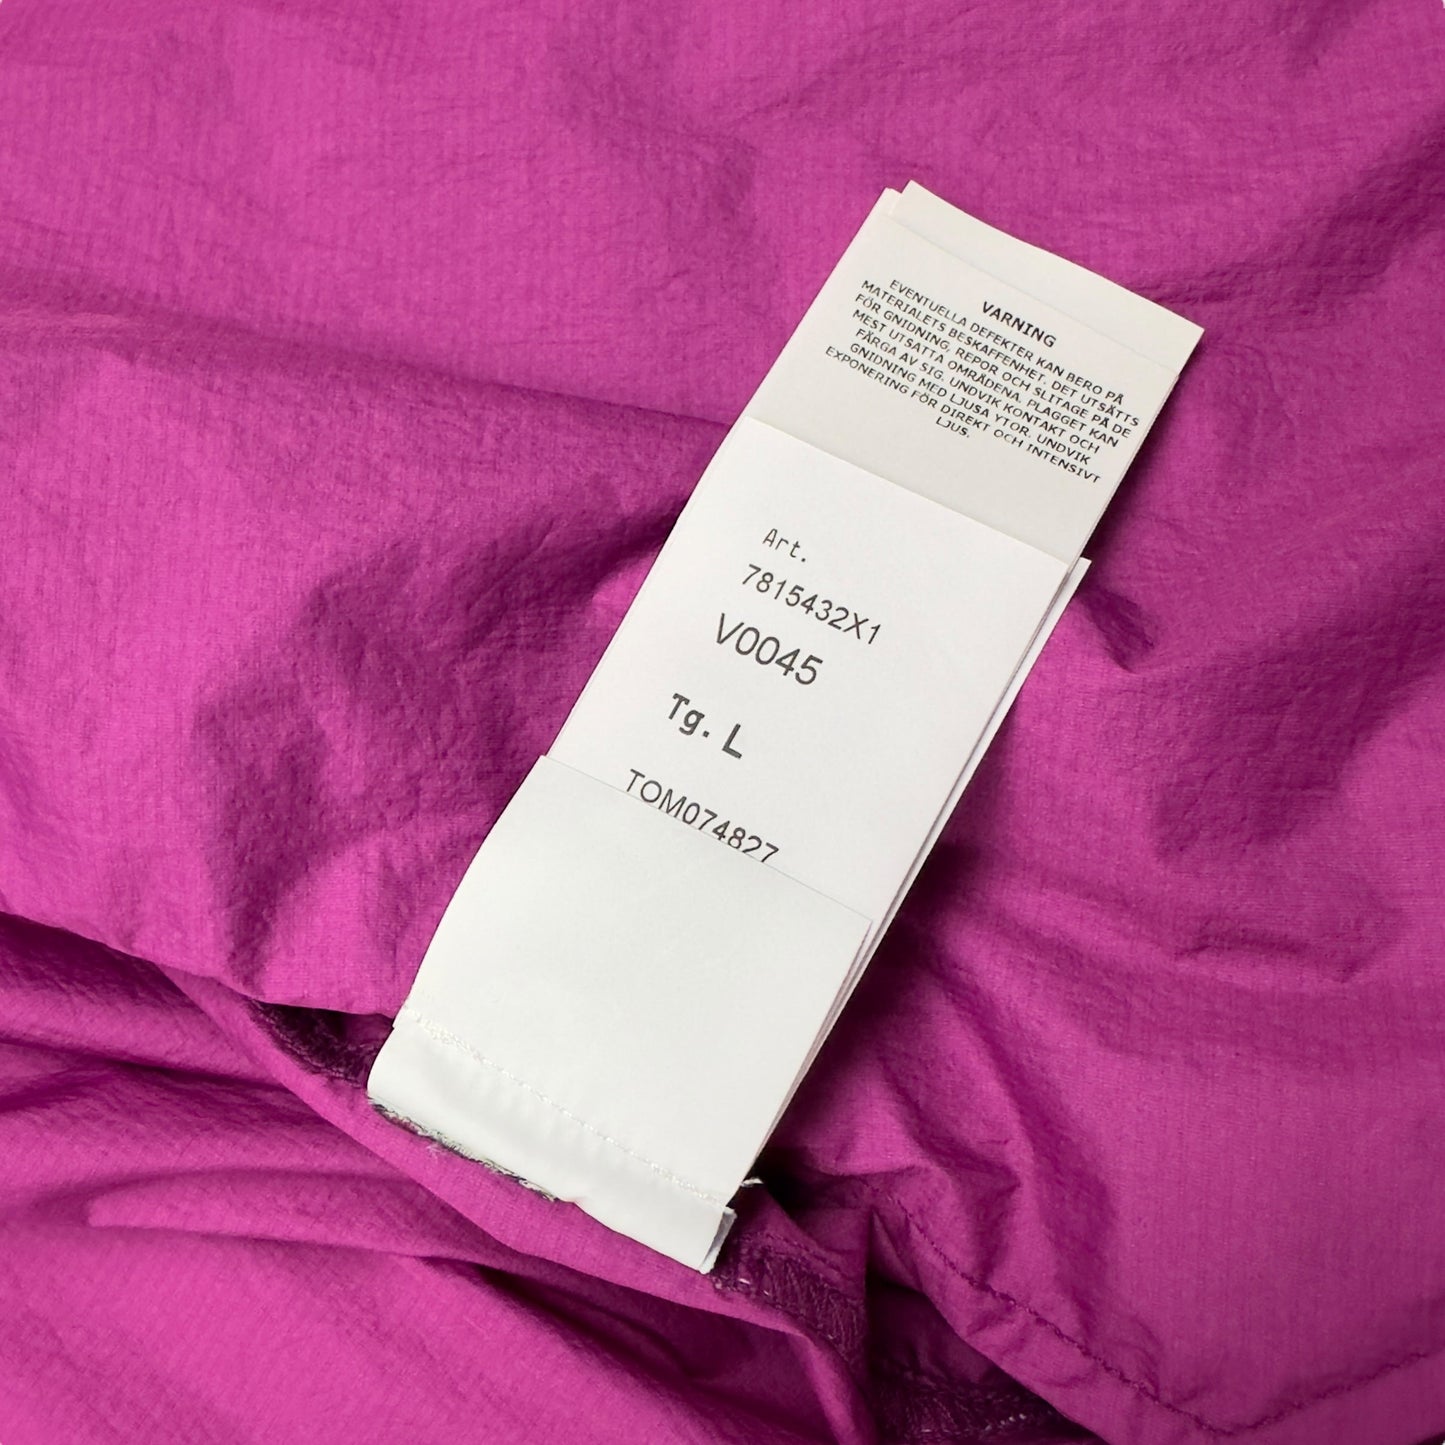 VARNING
EVENTUELLA DEFEKTER KAN BERO PÅ
MATERIALETS BESKAFFENHET. DET UTSÄTTS
FÖR GNIDNING, REPOR OCH SLITAGE PÅ DE
MEST UTSATTA OMRÅDENA. PLAGGET KAN
FÄRGA AV SIG. UNDVIK KONTAKT OCH
GNIDNING MED LJUSA YTOR. UNDVIK
EXPONERING FÖR DIREKT OCH INTENSIVT
LJUS.
Art.
7815432X1
V0045
Tg. L
TOM074827